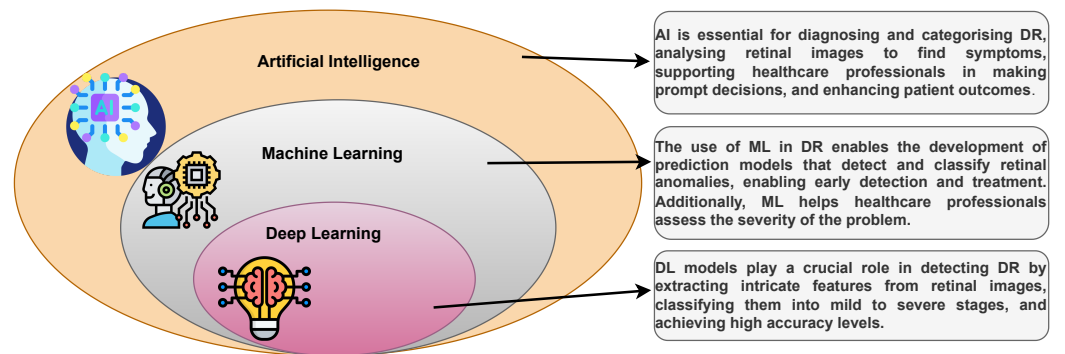 Artificial Intelligence
AI
Machine Learning
Deep Learning
AI is essential for diagnosing and categorising DR,
analysing retinal images to find symptoms,
supporting healthcare professionals in making
prompt decisions, and enhancing patient outcomes.
The use of ML in DR enables the development of
prediction models that detect and classify retinal
anomalies, enabling early detection and treatment.
Additionally, ML helps healthcare professionals
assess the severity of the problem.
DL models play a crucial role in detecting DR by
extracting intricate features from retinal images,
classifying them into mild to severe stages, and
achieving high accuracy levels.